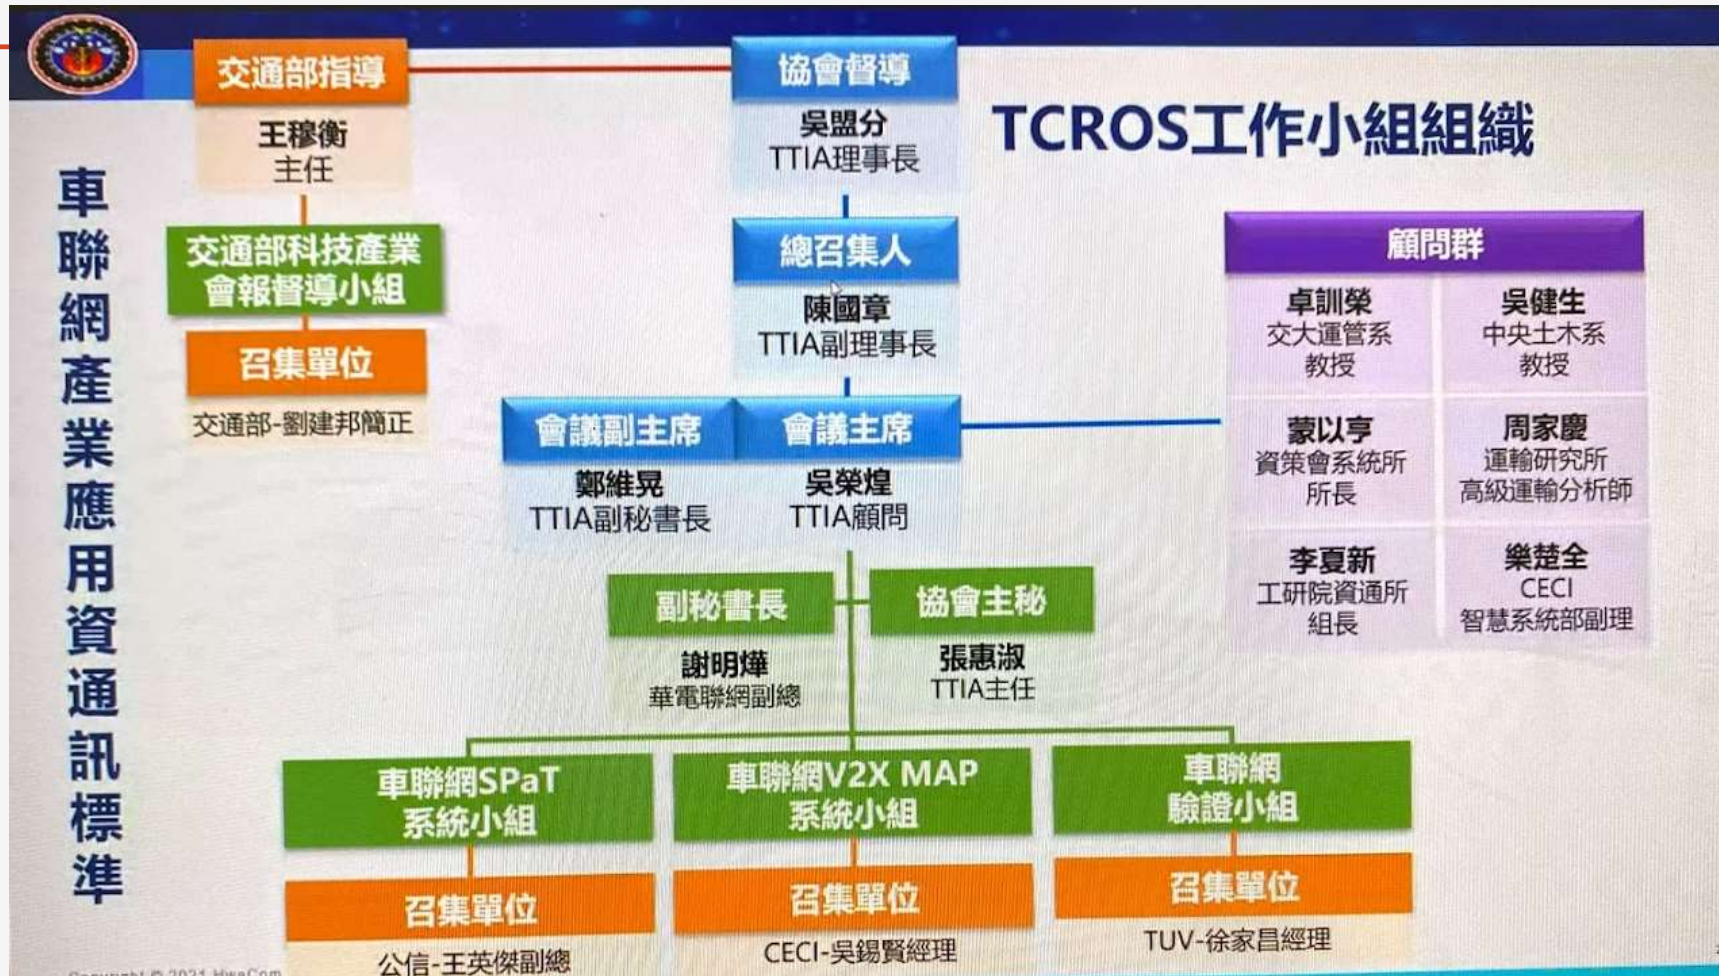 交通部指導
王穆衡
主任
交通部科技產業
會報督導小組
召集單位
交通部-劉建邦簡正
協會督導
吳盟分
TTIA理事長
總召集人
陳國章
TTIA副理事長
會議副主席
鄭維晃
TTIA副秘書長
會議主席
吳榮煌
TTIA顧問
TCROS工作小組組織
顧問群
卓訓榮
交大運管系
教授
吳健生
中央土木系
教授
蒙以亨
資策會系統所
所長
周家慶
運輸研究所
高級運輸分析師
李夏新
工研院資通所
組長
樂楚全
CECI
智慧系統部副理
副秘書長
謝明燁
華電聯網副總
協會主秘
張惠淑
TTIA主任
車聯網SPaT
系統小組
召集單位
公信-王英傑副總
車聯網V2X MAP
系統小組
召集單位
CECI-吳錫賢經理
車聯網
驗證小組
召集單位
TUV-徐家昌經理
車聯網產業應用資通訊標準
Copyright © 2021 HwaCom